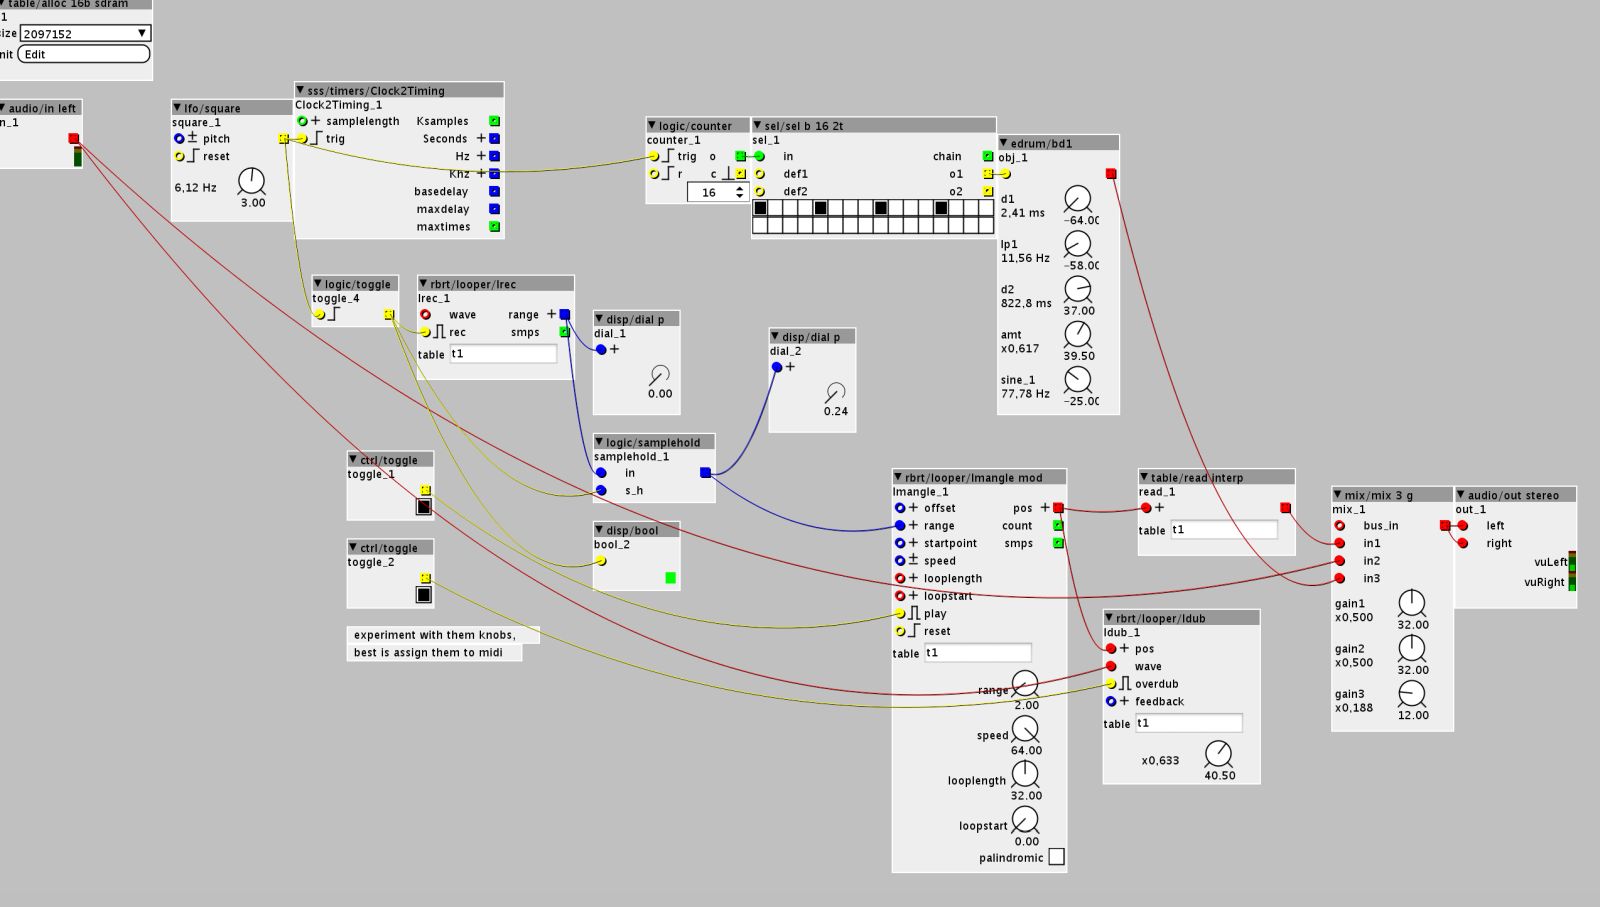 table/alloc 16b sdram
1
ize 2097152
nit Edit
audio/in left
n_1
lfo/square
square_1
pitch
reset
6,12 Hz
3.00
sss/timers/Clock2Timing
Clock2Timing_1
samplelength Ksamples
trig Seconds
Hz
Khz
basedelay
maxdelay
maxtimes
logic/counter
counter_1
trig o
r c
16
sel/sel b 16 2t
sel_1
in chain
def1 o1
def2 o2
edrum/bd1
obj_1
d1
2,41 ms
-64.00
lp1
11,56 Hz
-58.00
d2
822,8 ms
37.00
amt
x0,617
39.50
sine_1
77,78 Hz
-25.00
logic/toggle
toggle_4
rbrt/looper/lrec
lrec_1
wave range +
rec smps
table t1
disp/dial p
dial_1
+
0.00
disp/dial p
dial_2
+
0.24
logic/samplehold
samplehold_1
in
s_h
ctrl/toggle
toggle_1
ctrl/toggle
toggle_2
disp/bool
bool_2
experiment with them knobs,
best is assign them to midi
rbrt/looper/lmangle mod
lmangle_1
+ offset pos +
+ range count
+ startpoint smps
± speed
+ looplength
+ loopstart
play
reset
table t1
range
2.00
speed
64.00
looplength
32.00
loopstart
0.00
palindromic
table/read interp
read_1
+
table t1
rbrt/looper/ldub
ldub_1
+ pos
wave
overdub
+ feedback
table t1
x0,633
40.50
mix/mix 3 g
mix_1
bus_in
in1
in2
in3
gain1
x0,500
32.00
gain2
x0,500
32.00
gain3
x0,188
12.00
audio/out stereo
out_1
left
right
vuLeft
vuRight